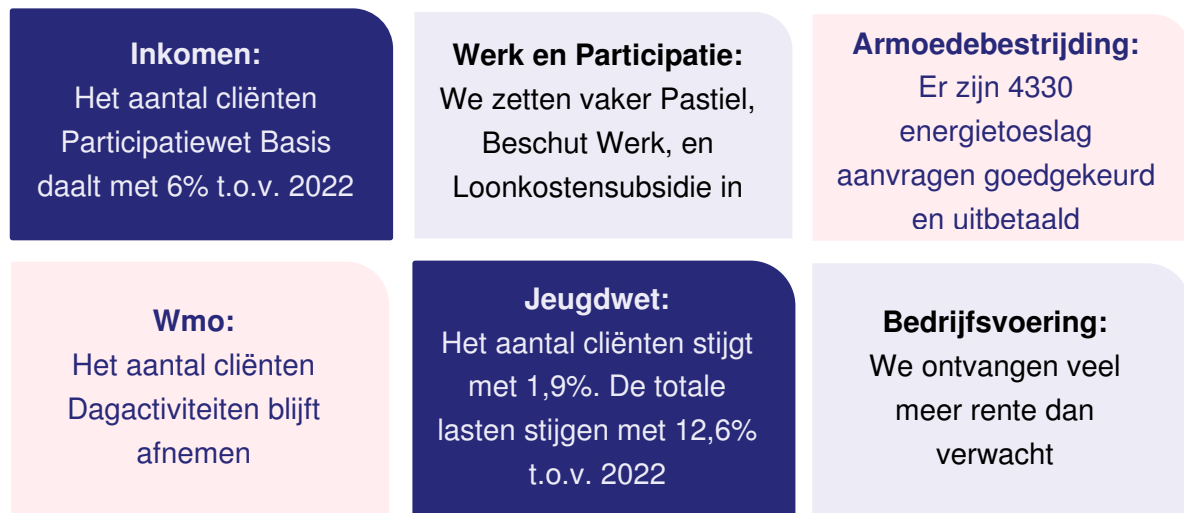 Inkomen:
Het aantal cliënten
Participatiewet Basis
daalt met 6% t.o.v. 2022
Werk en Participatie:
We zetten vaker Pastiel,
Beschut Werk, en
Loonkostensubsidie in
Armoedebestrijding:
Er zijn 4330
energietoeslag
aanvragen goedgekeurd
en uitbetaald
Wmo:
Het aantal cliënten
Dagactiviteiten blijft
afnemen
Jeugdwet:
Het aantal cliënten stijgt
met 1,9%. De totale
lasten stijgen met 12,6%
t.o.v. 2022
Bedrijfsvoering:
We ontvangen veel
meer rente dan
verwacht